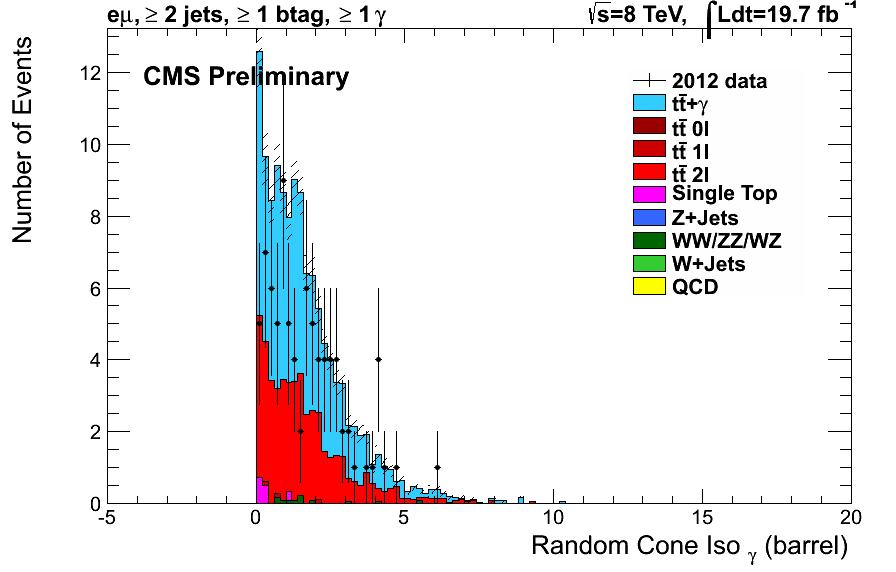 eμ, ≥ 2 jets, ≥ 1 btag, ≥ 1 γ
√s=8 TeV, ∫Ldt=19.7 fb⁻¹
CMS Preliminary
Number of Events
12
10
8
6
4
2
0
2012 data
tt̄+γ
tt̄ 0l
tt̄ 1l
tt̄ 2l
Single Top
Z+Jets
WW/ZZ/WZ
W+Jets
QCD
-5 0 5 10 15 20
Random Cone Iso γ (barrel)